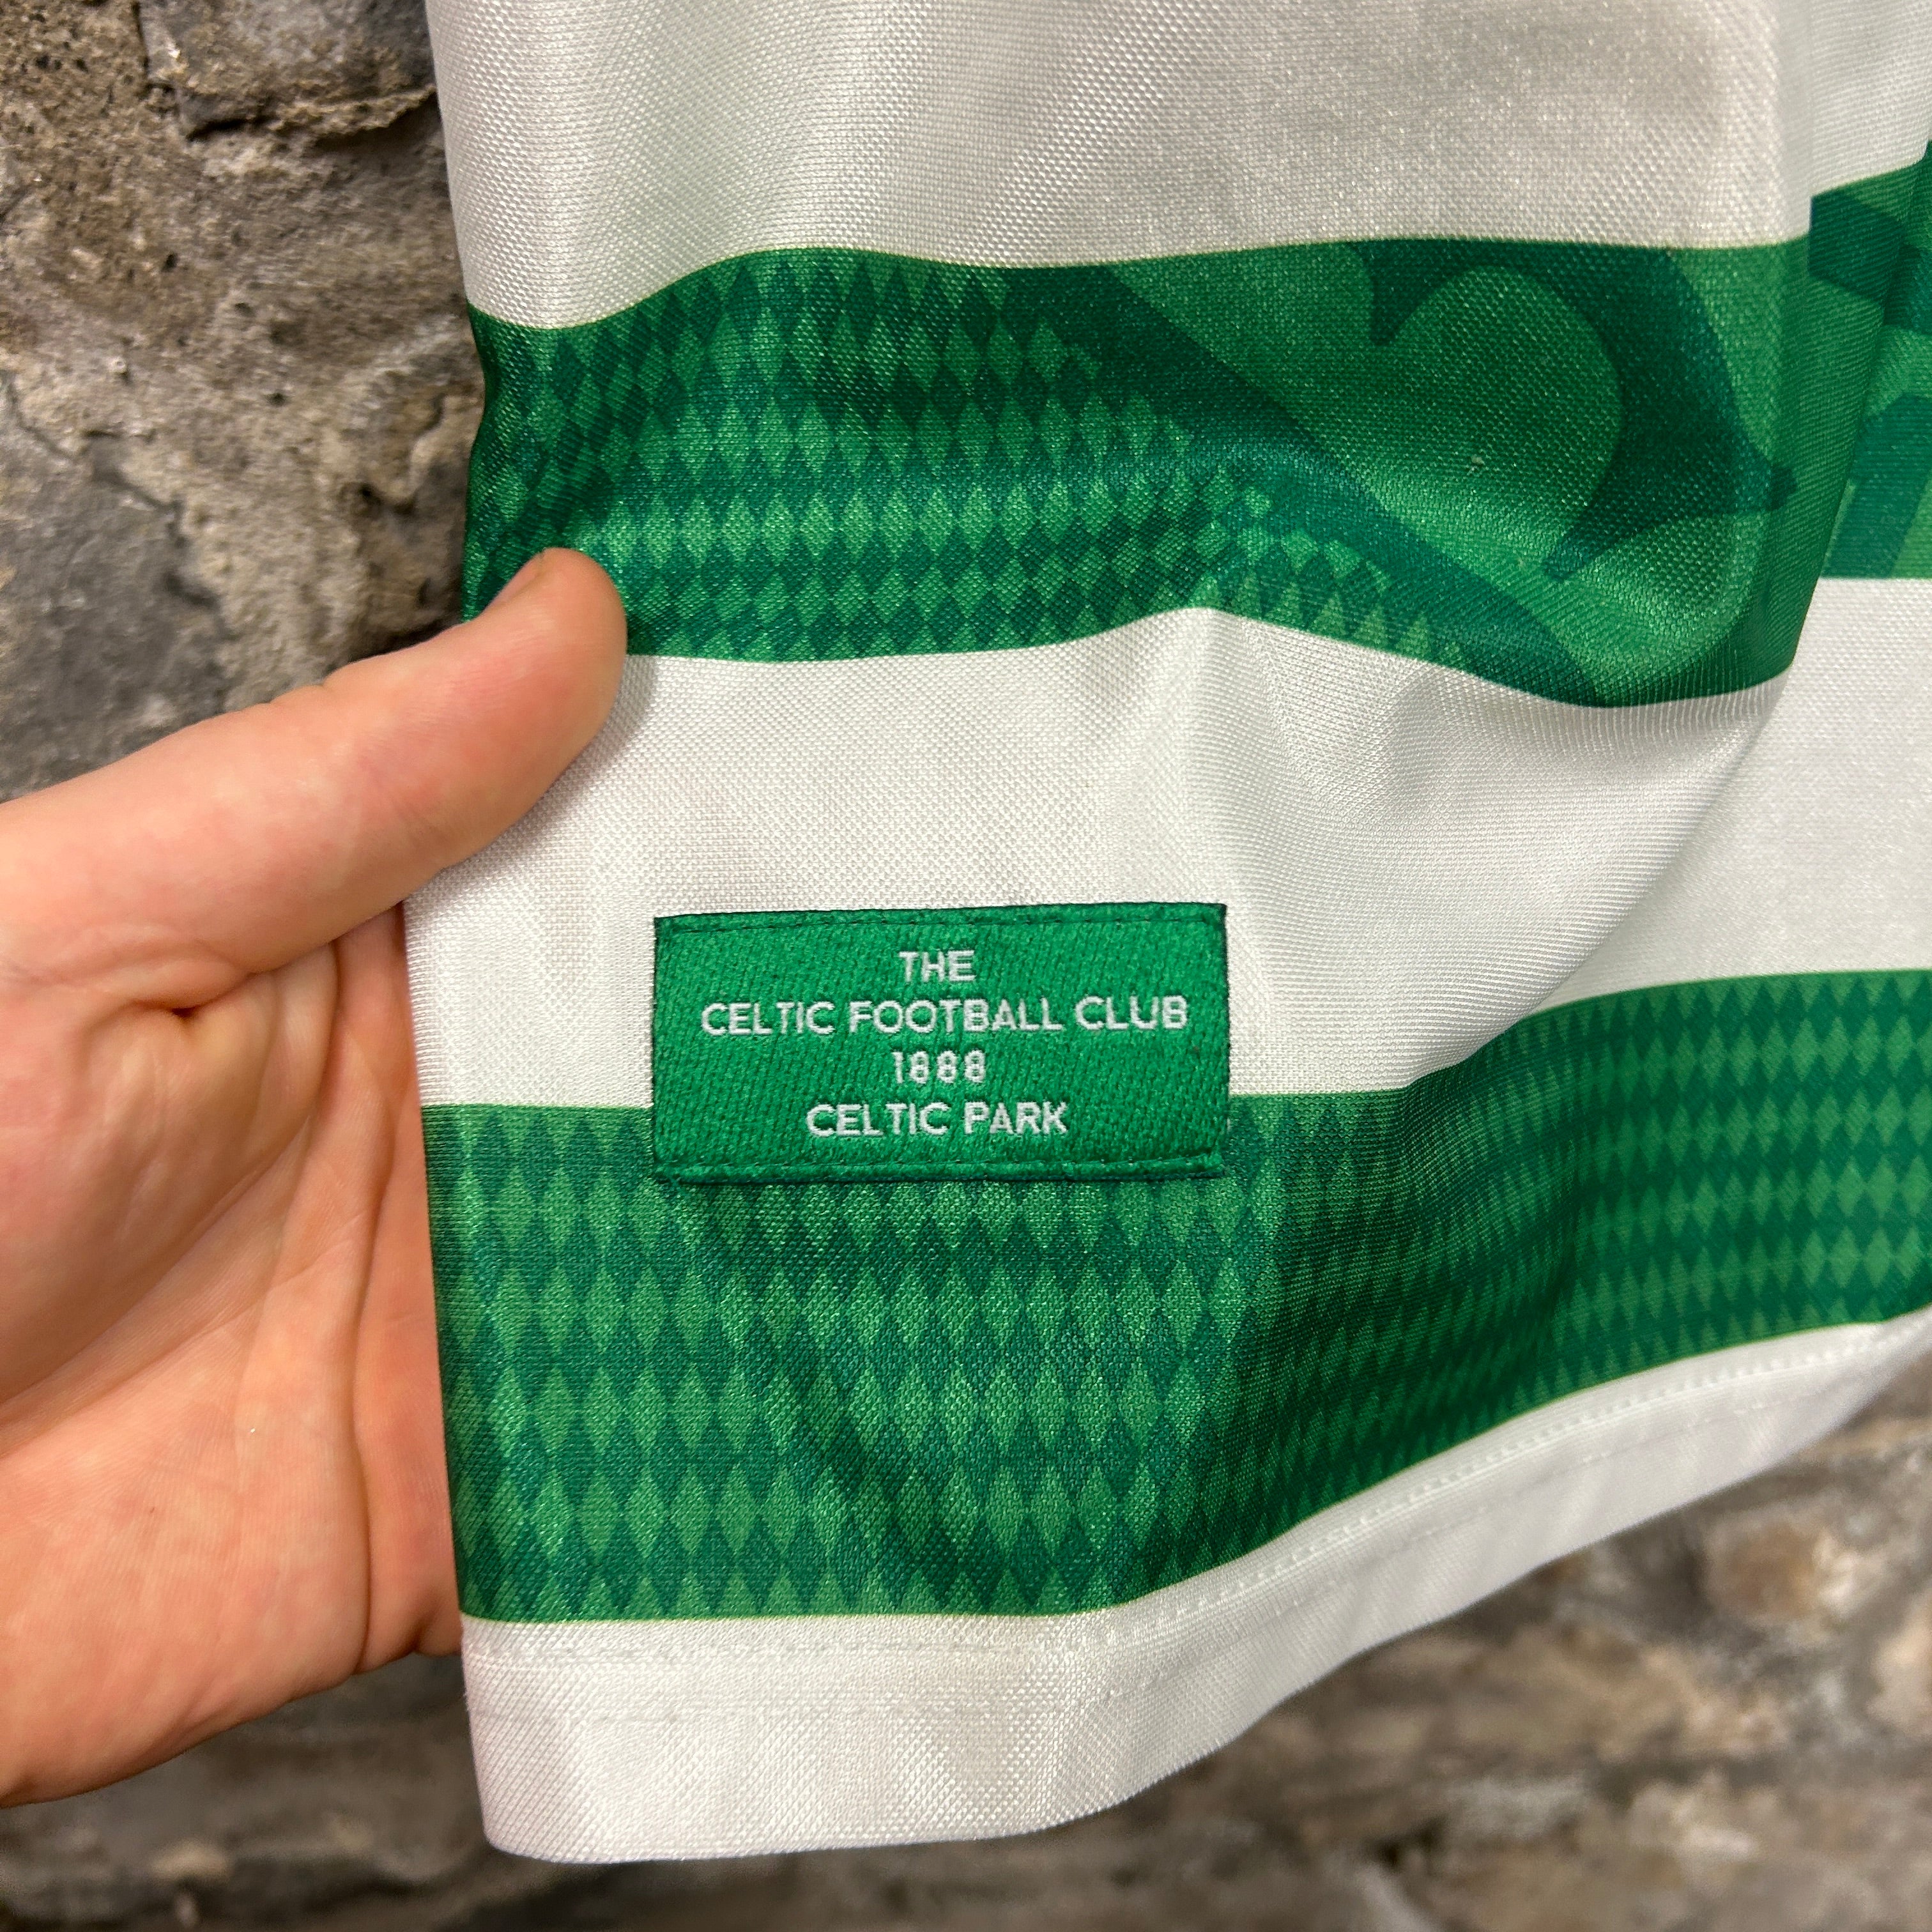 THE
CELTIC FOOTBALL CLUB
1888
CELTIC PARK